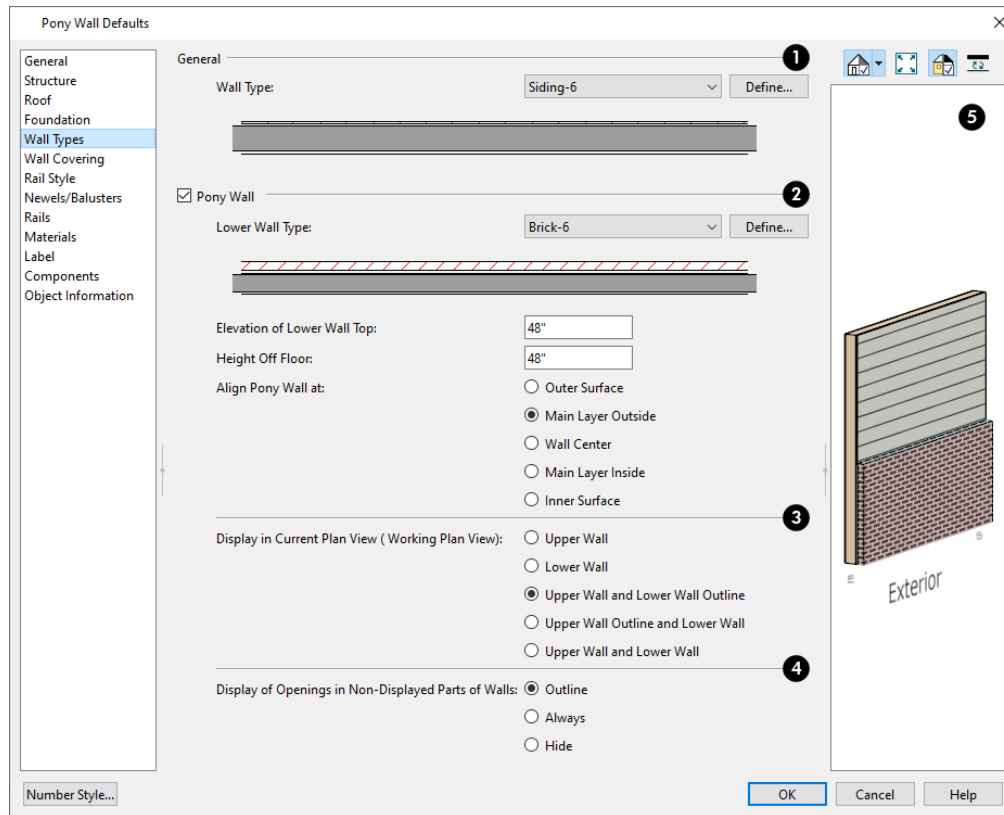 Pony Wall Defaults
General
Structure
Roof
Foundation
Wall Types
Wall Covering
Rail Style
Newels/Balusters
Rails
Materials
Label
Components
Object Information
General
1
Wall Type:
Siding-6
Define...
Pony Wall
2
Lower Wall Type:
Brick-6
Define...
Elevation of Lower Wall Top:
48"
Height Off Floor:
48"
Align Pony Wall at:
Outer Surface
Main Layer Outside
Wall Center
Main Layer Inside
Inner Surface
3
Display in Current Plan View ( Working Plan View):
Upper Wall
Lower Wall
Upper Wall and Lower Wall Outline
Upper Wall Outline and Lower Wall
Upper Wall and Lower Wall
4
Display of Openings in Non-Displayed Parts of Walls:
Outline
Always
Hide
5
Exterior
Number Style...
OK
Cancel
Help